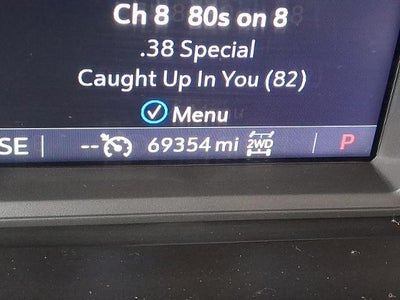 Ch 8 80s on 8
.38 Special
Caught Up In You (82)
Menu
SE | -- 69354 mi 2WD | P